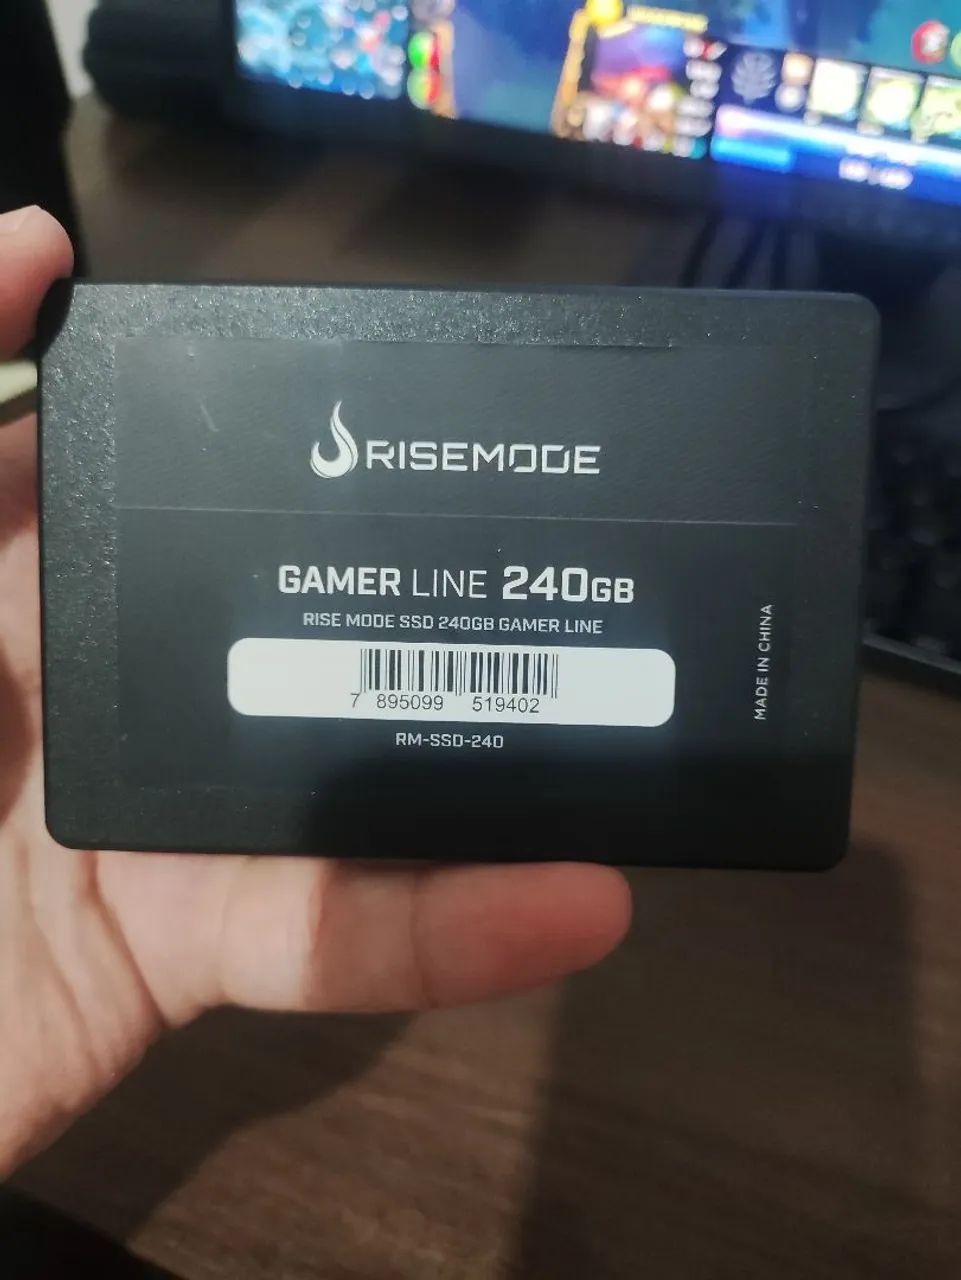 RISEMODE
GAMER LINE 240GB
RISE MODE SSD 240GB GAMER LINE
7 895099 519402
RM-SSD-240
MADE IN CHINA